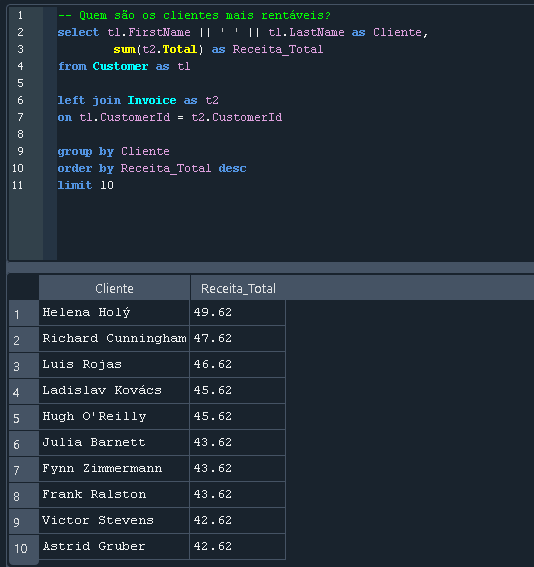 1 -- Quem são os clientes mais rentáveis?
2 select t1.FirstName || ' ' || t1.LastName as Cliente,
3 sum(t2.Total) as Receita_Total
4 from Customer as t1
5
6 left join Invoice as t2
7 on t1.CustomerId = t2.CustomerId
8
9 group by Cliente
10 order by Receita_Total desc
11 limit 10
Cliente Receita_Total
1 Helena Holý 49.62
2 Richard Cunningham 47.62
3 Luis Rojas 46.62
4 Ladislav Kovács 45.62
5 Hugh O'Reilly 45.62
6 Julia Barnett 43.62
7 Fynn Zimmermann 43.62
8 Frank Ralston 43.62
9 Victor Stevens 42.62
10 Astrid Gruber 42.62